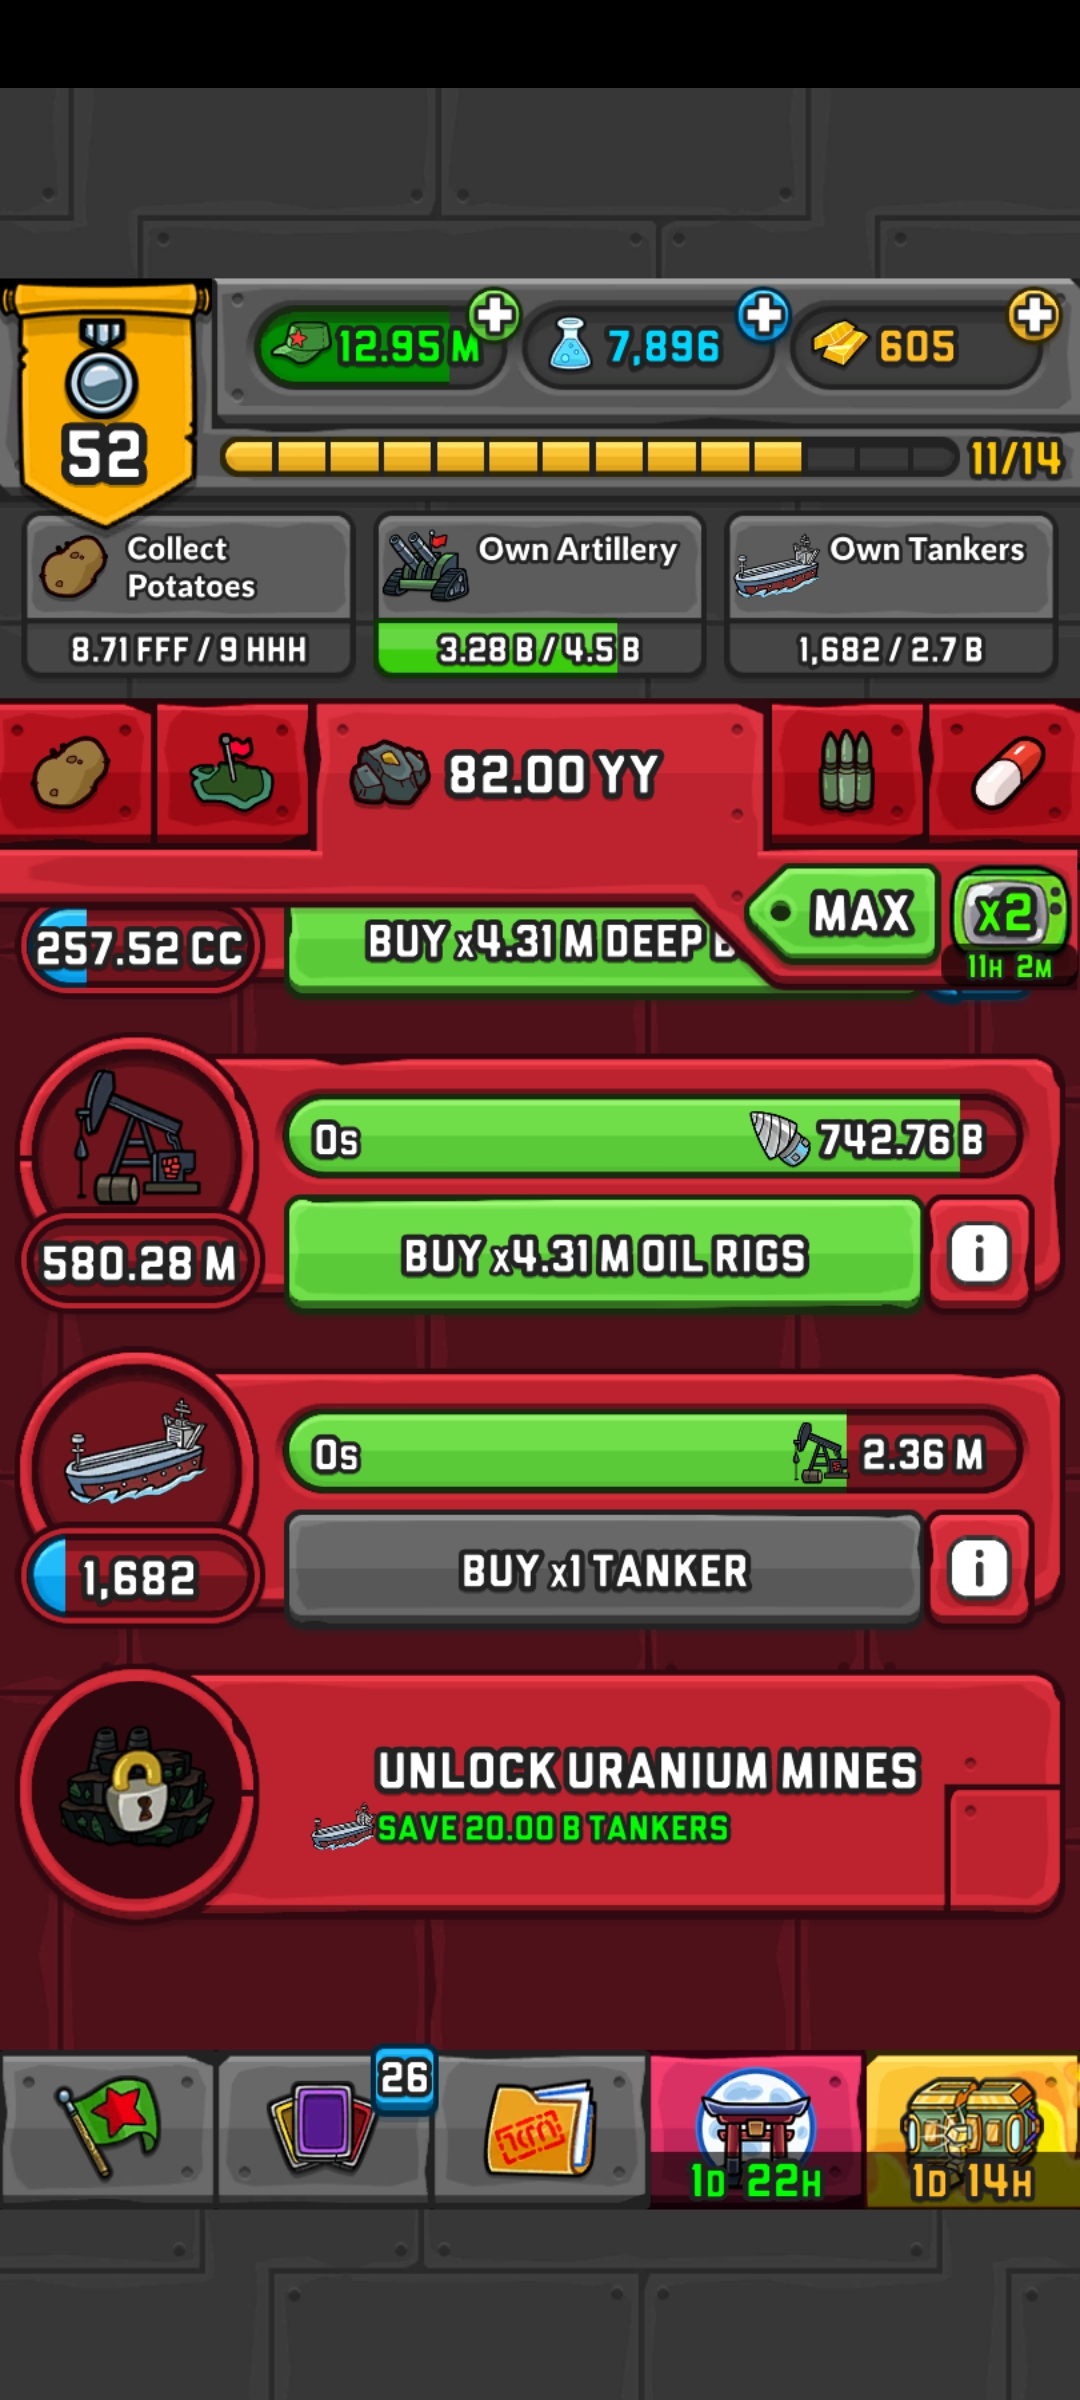 12.95 M
7,896
605
52
11/14
Collect
Potatoes
Own Artillery
Own Tankers
8.71 FFF / 9 HHH
3.28 B / 4.5 B
1,682 / 2.7 B
82.00 YY
MAX
x2
11H 2M
257.52 CC
BUY x4.31 M DEEP B
0s
742.76 B
580.28 M
BUY x4.31 M OIL RIGS
i
0s
2.36 M
1,682
BUY x1 TANKER
i
UNLOCK URANIUM MINES
SAVE 20.00 B TANKERS
26
1D 22H
1D 14H